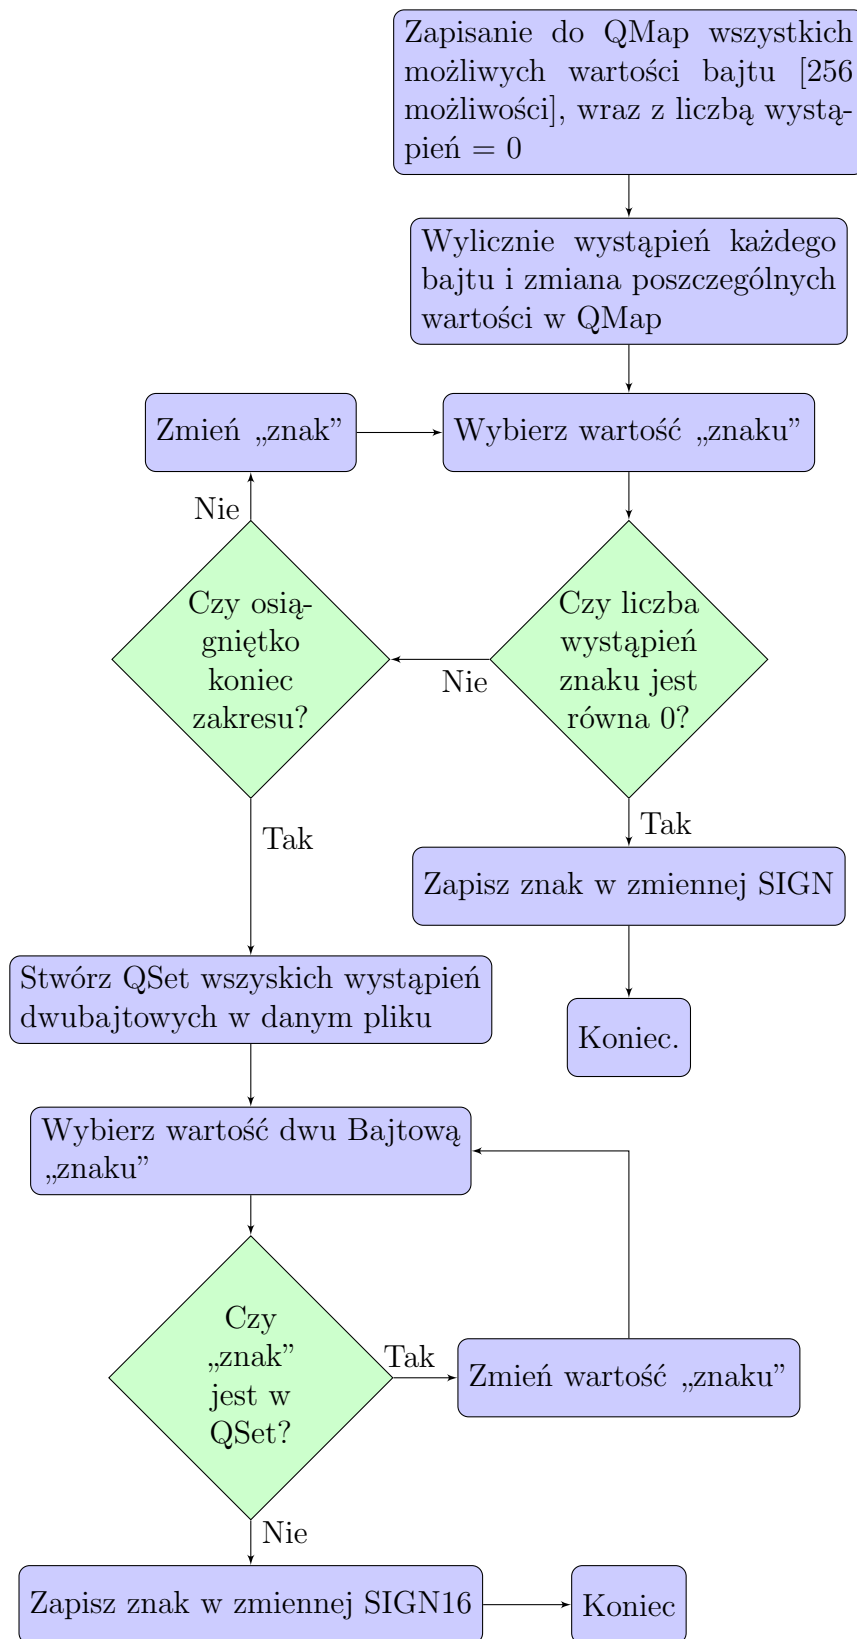 Zapisanie do QMap wszystkich
możliwych wartości bajtu [256
możliwości], wraz z liczbą wystą-
pień = 0
Wylicznie wystąpień każdego
bajtu i zmiana poszczególnych
wartości w QMap
Zmień „znak”
Wybierz wartość „znaku”
Nie
Czy osią-
gniętko
koniec
zakresu?
Czy liczba
wystąpień
znaku jest
równa 0?
Nie
Tak
Tak
Zapisz znak w zmiennej SIGN
Stwórz QSet wszyskich wystąpień
dwubajtowych w danym pliku
Koniec.
Wybierz wartość dwu Bajtową
„znaku”
Czy
„znak”
jest w
QSet?
Tak
Zmień wartość „znaku”
Nie
Zapisz znak w zmiennej SIGN16
Koniec